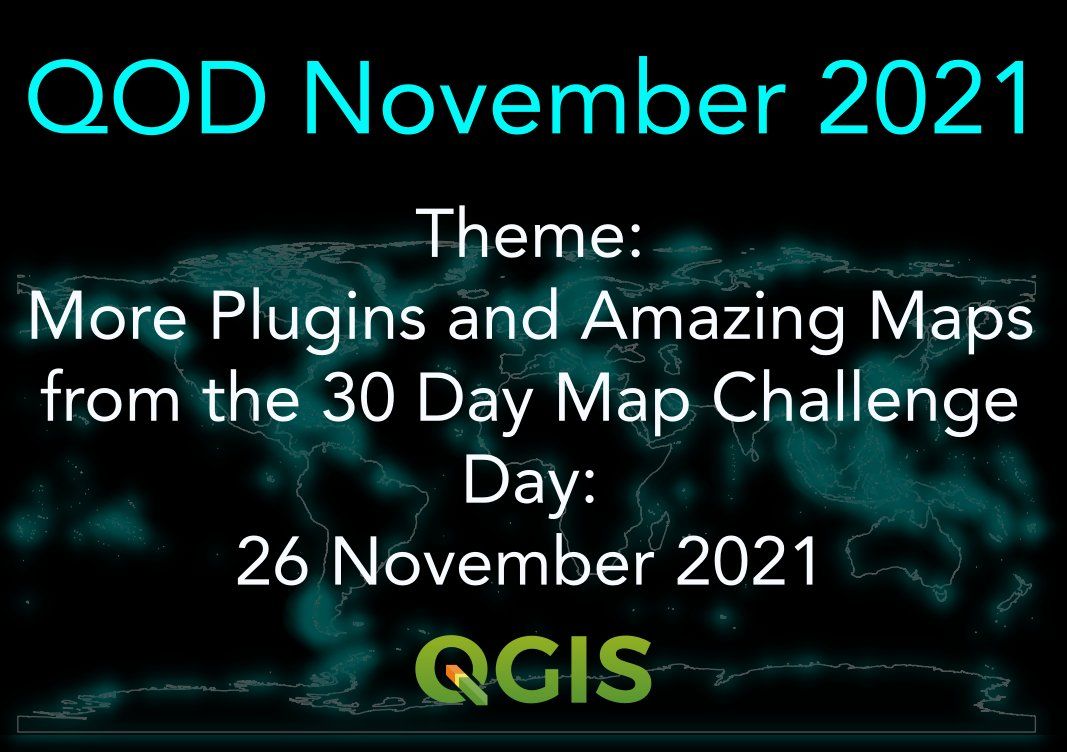 QOD November 2021
Theme:
More Plugins and Amazing Maps
from the 30 Day Map Challenge
Day:
26 November 2021
QGIS